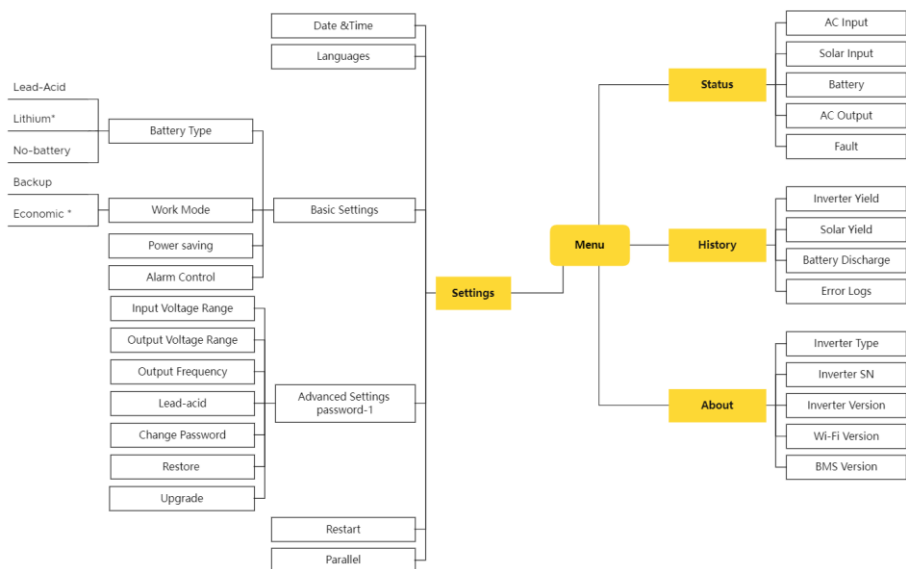 Date &Time
Languages
Lead-Acid
Lithium*
No-battery
Battery Type
Backup
Economic *
Work Mode
Power saving
Alarm Control
Basic Settings
Input Voltage Range
Output Voltage Range
Output Frequency
Lead-acid
Change Password
Restore
Upgrade
Advanced Settings
password-1
Restart
Parallel
Settings
Menu
Status
AC Input
Solar Input
Battery
AC Output
Fault
History
Inverter Yield
Solar Yield
Battery Discharge
Error Logs
About
Inverter Type
Inverter SN
Inverter Version
Wi-Fi Version
BMS Version